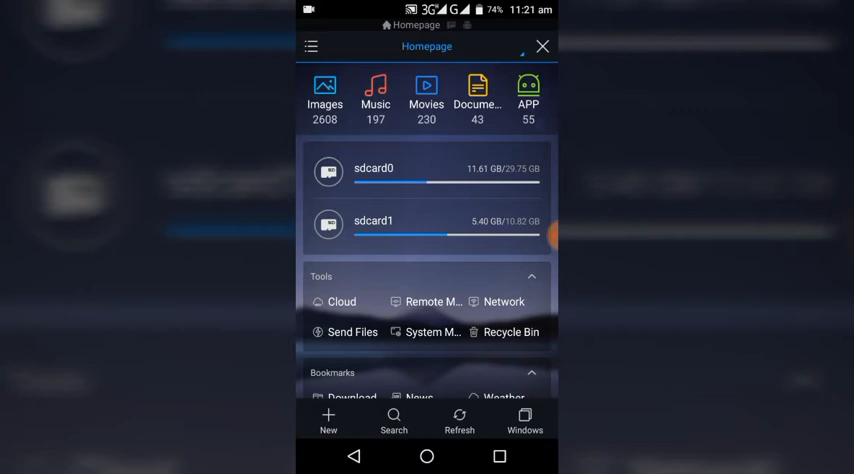 3G G 74% 11:21 am
Homepage
Homepage
Images Music Movies Docume... APP
2608 197 230 43 55
sdcard0 11.61 GB/29.75 GB
sdcard1 5.40 GB/10.82 GB
Tools
Cloud Remote M... Network
Send Files System M... Recycle Bin
Bookmarks
Download News Weather
New Search Refresh Windows